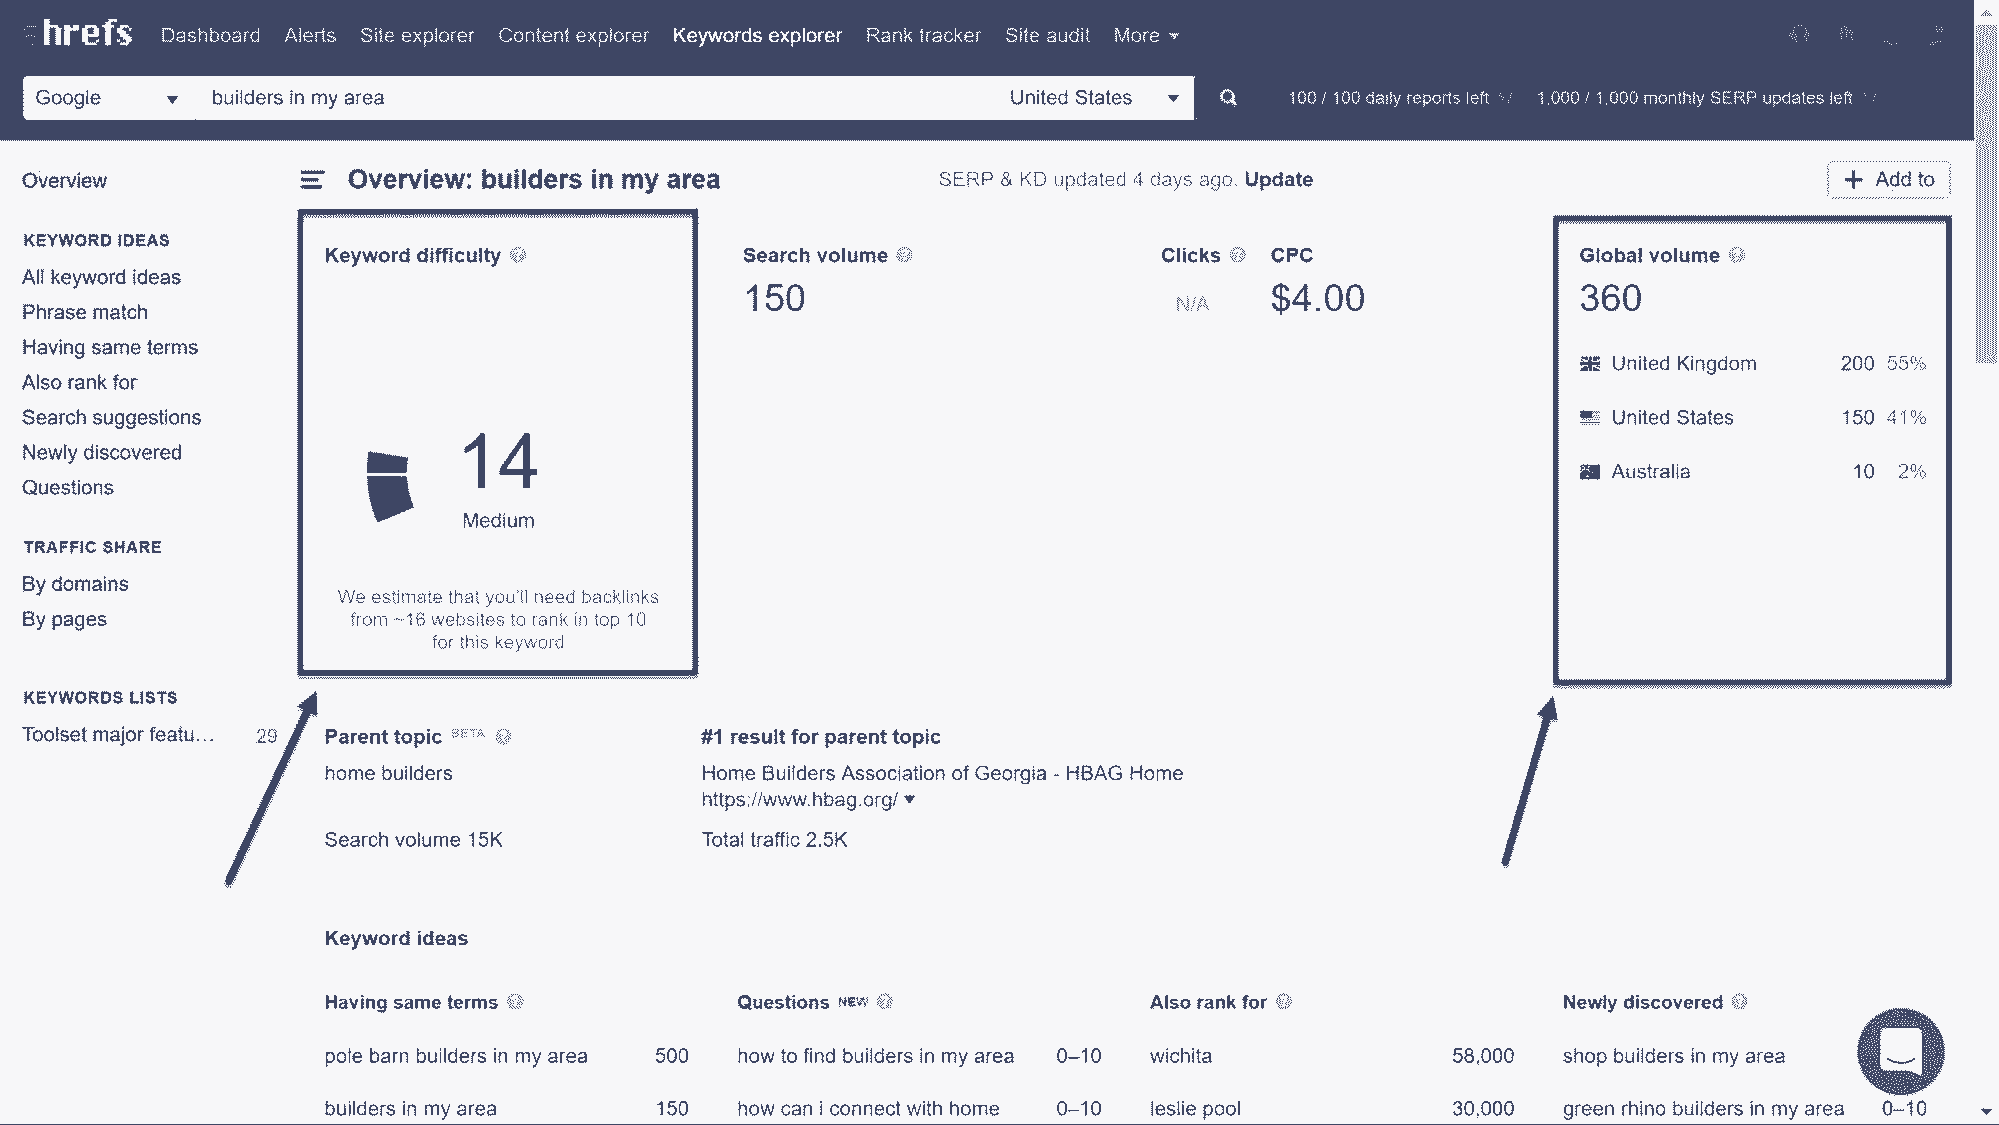 ahrefs Dashboard Alerts Site explorer Content explorer Keywords explorer Rank tracker Site audit More
Google builders in my area United States 100 / 100 daily reports left 1,000 / 1,000 monthly SERP updates left
Overview
KEYWORD IDEAS
All keyword ideas
Phrase match
Having same terms
Also rank for
Search suggestions
Newly discovered
Questions
TRAFFIC SHARE
By domains
By pages
KEYWORDS LISTS
Toolset major featu... 29
Overview: builders in my area SERP & KD updated 4 days ago. Update + Add to
Keyword difficulty ?
14
Medium
We estimate that you'll need backlinks
from ~16 websites to rank in top 10
for this keyword
Search volume ?
150
Clicks ? CPC
N/A $4.00
Global volume ?
360
United Kingdom 200 55%
United States 150 41%
Australia 10 2%
Parent topic BETA ?
home builders
Search volume 15K
#1 result for parent topic
Home Builders Association of Georgia - HBAG Home
https://www.hbag.org/
Total traffic 2.5K
Keyword ideas
Having same terms ? Questions NEW ? Also rank for ? Newly discovered ?
pole barn builders in my area 500 how to find builders in my area 0–10 wichita 58,000 shop builders in my area
builders in my area 150 how can i connect with home 0–10 leslie pool 30,000 green rhino builders in my area 0–10